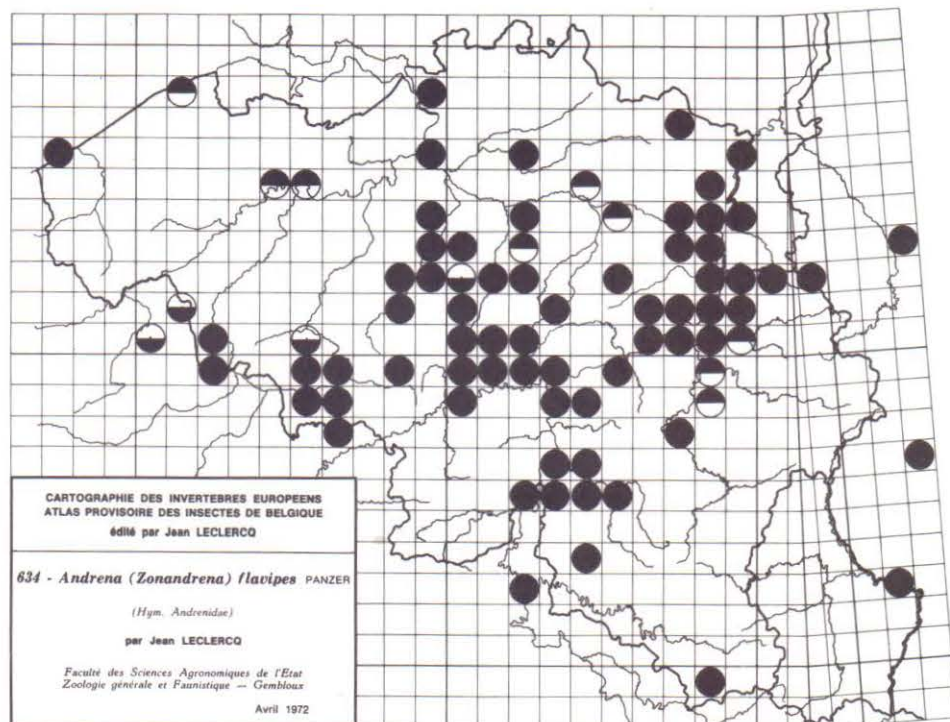 CARTOGRAPHIE DES INVERTEBRES EUROPEENS
ATLAS PROVISOIRE DES INSECTES DE BELGIQUE
édité par Jean LECLERCQ
634 - Andrena (Zonandrena) flavipes PANZER
(Hym. Andrenidae)
par Jean LECLERCQ
Faculté des Sciences Agronomiques de l'Etat
Zoologie générale et Faunistique — Gembloux
Avril 1972